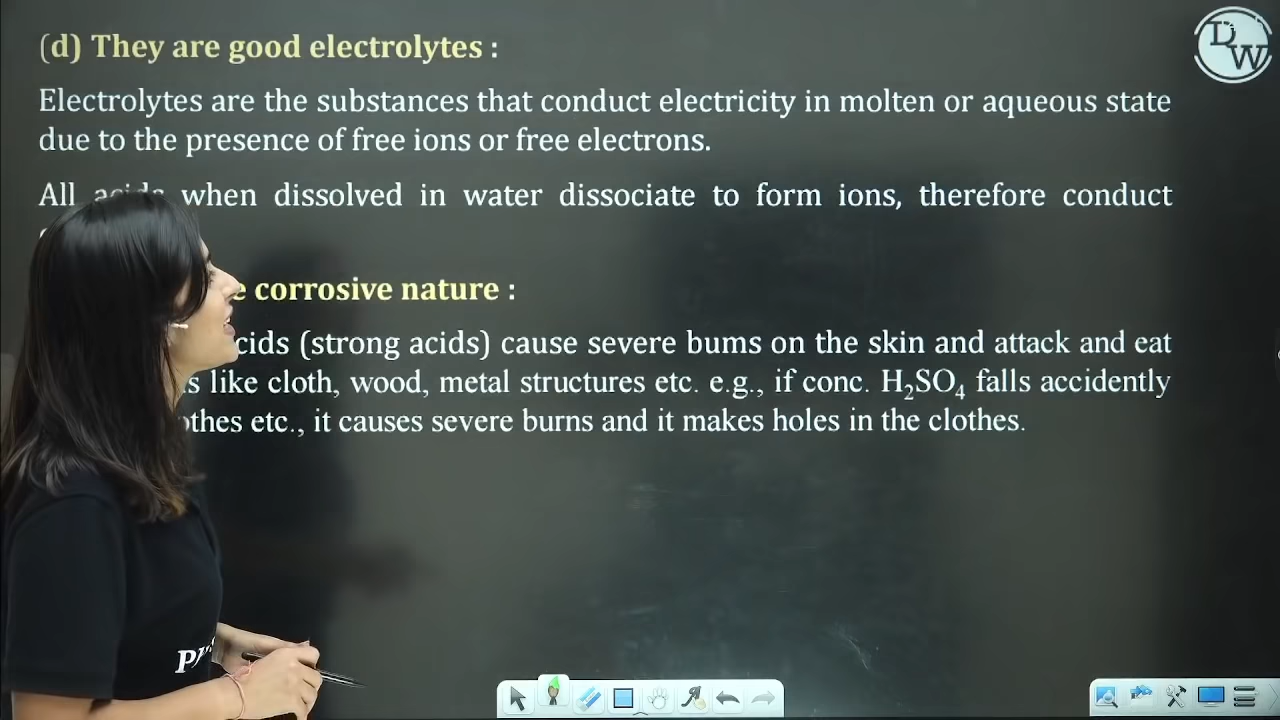 (d) They are good electrolytes :
Electrolytes are the substances that conduct electricity in molten or aqueous state
due to the presence of free ions or free electrons.
All acids when dissolved in water dissociate to form ions, therefore conduct
e corrosive nature :
cids (strong acids) cause severe bums on the skin and attack and eat
s like cloth, wood, metal structures etc. e.g., if conc. H₂SO₄ falls accidently
othes etc., it causes severe burns and it makes holes in the clothes.